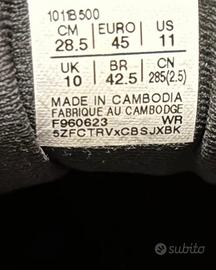 10118500
CM EURO US
28.5 45 11
UK BR CN
10 42.5 285(2.5)
MADE IN CAMBODIA
FABRIQUE AU CAMBODGE
F960623 WR
5ZFCTRVxCBSJXBK
subito